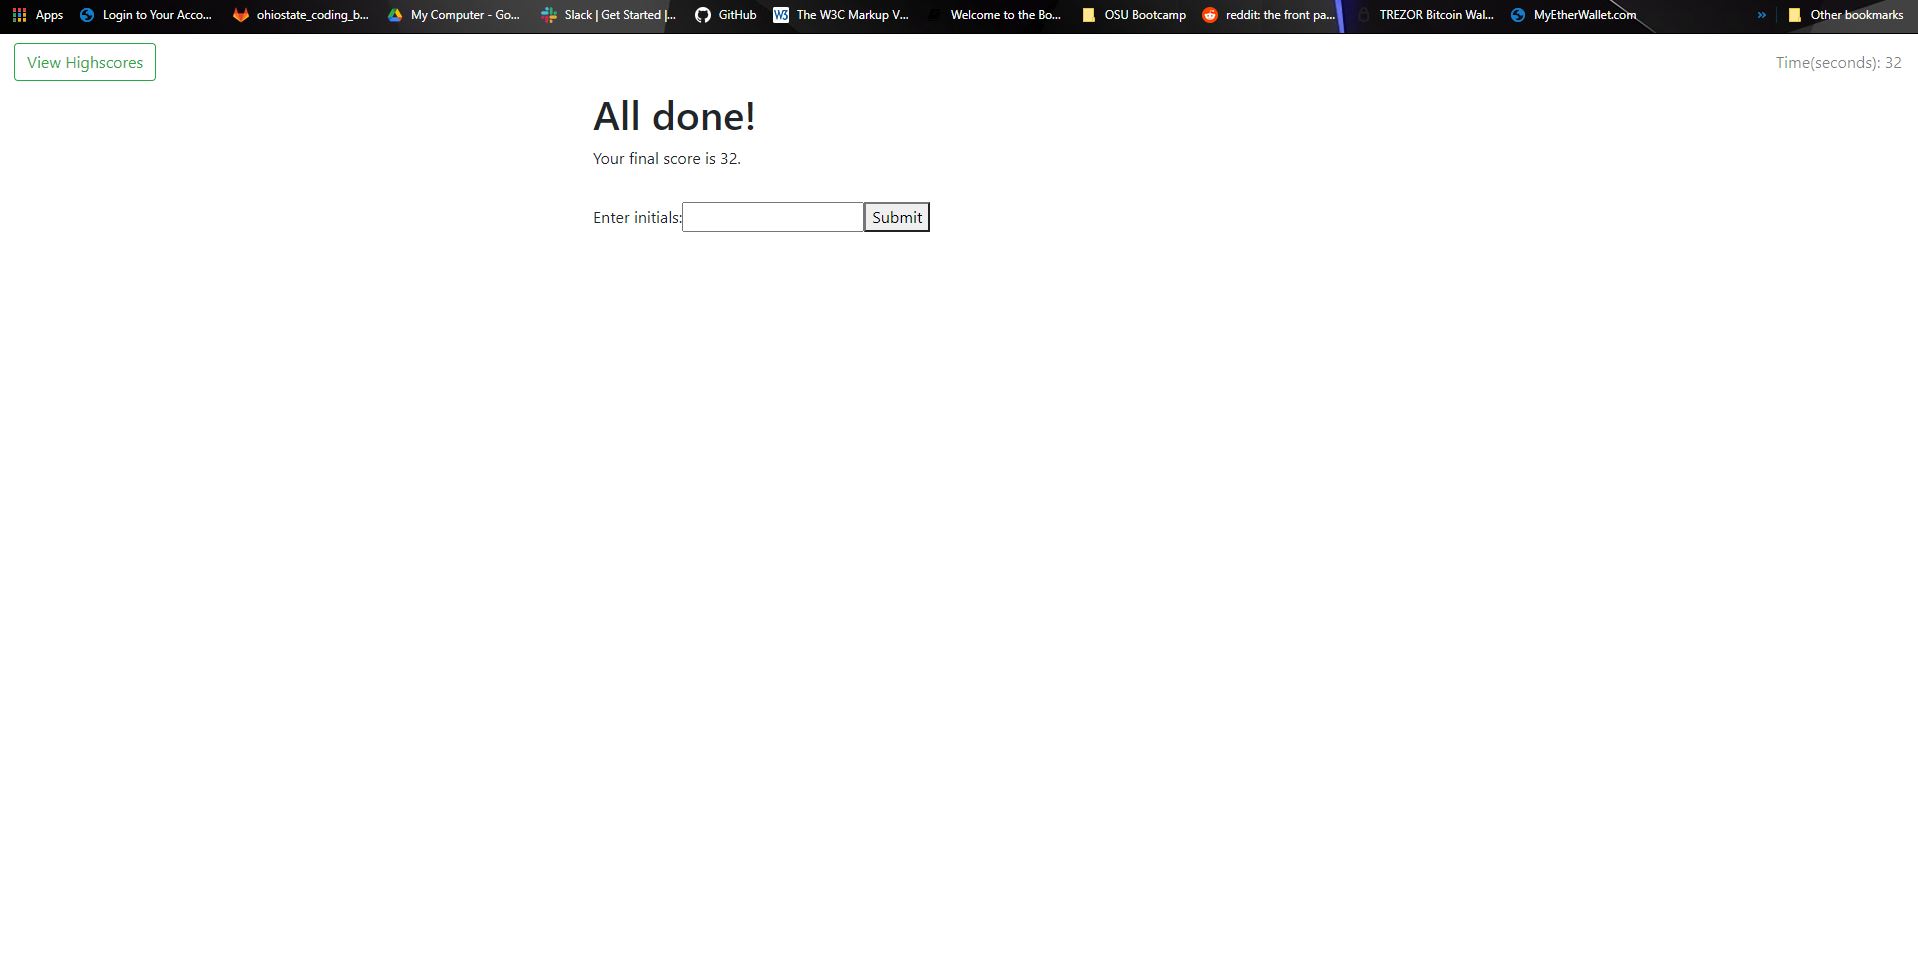 Apps Login to Your Acco... ohiostate_coding_b... My Computer - Go... Slack | Get Started |... GitHub W3 The W3C Markup V... Welcome to the Bo... OSU Bootcamp reddit: the front pa... TREZOR Bitcoin Wal... MyEtherWallet.com » Other bookmarks
View Highscores Time(seconds): 32
All done!
Your final score is 32.
Enter initials: Submit